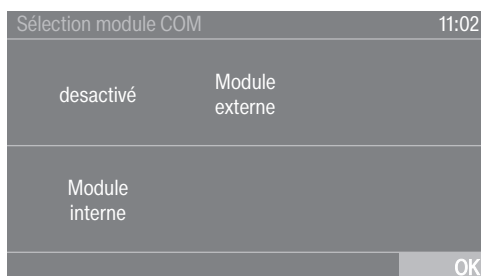 Sélection module COM 11:02
desactivé
Module
externe
Module
interne
OK